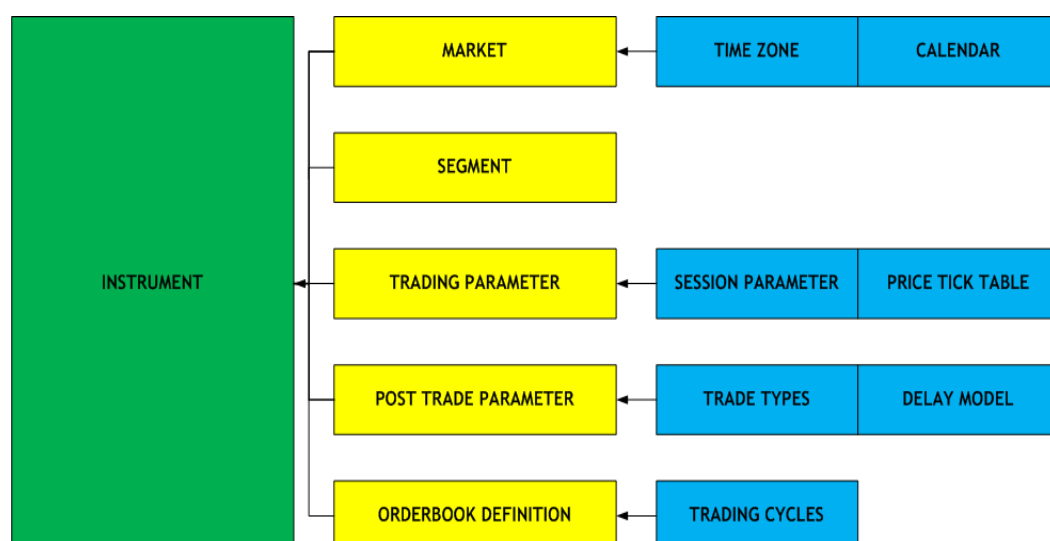 INSTRUMENT
MARKET
TIME ZONE
CALENDAR
SEGMENT
TRADING PARAMETER
SESSION PARAMETER
PRICE TICK TABLE
POST TRADE PARAMETER
TRADE TYPES
DELAY MODEL
ORDERBOOK DEFINITION
TRADING CYCLES